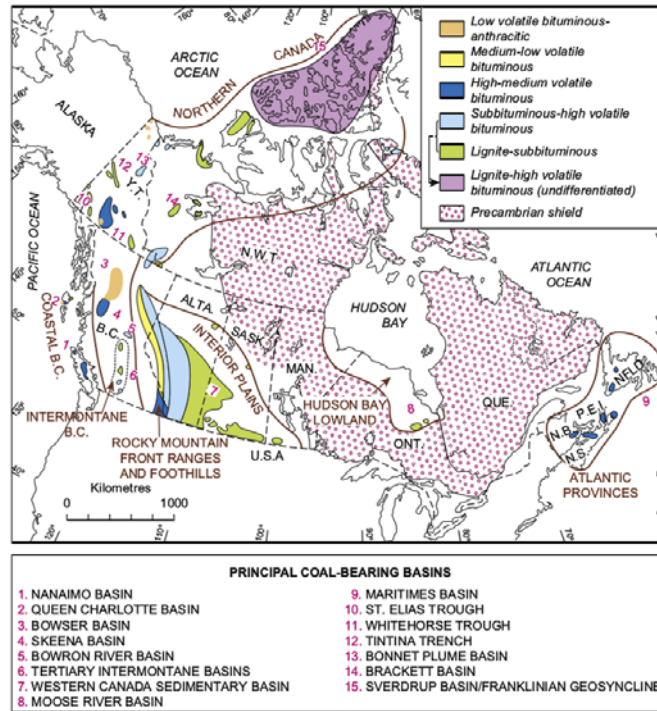 Low volatile bituminous-
anthracitic
Medium-low volatile
bituminous
High-medium volatile
bituminous
Subbituminous-high volatile
bituminous
Lignite-subbituminous
Lignite-high volatile
bituminous (undifferentiated)
Precambrian shield
ARCTIC
OCEAN
NORTHERN
CANADA
15
ALASKA
12
13
10
Y.T.
14
11
PACIFIC OCEAN
3
N.W.T.
ATLANTIC
OCEAN
HUDSON
BAY
2
4
COASTAL B.C.
B.C.
5
ALTA.
SASK.
INTERIOR PLAINS
MAN.
1
6
7
HUDSON BAY
LOWLAND
8
QUE.
ONT.
NFLD.
9
P.E.I.
N.B.
N.S.
INTERMONTANE
B.C.
ROCKY MOUNTAIN
FRONT RANGES
AND FOOTHILLS
U.S.A
ATLANTIC
PROVINCES
Kilometres
0
1000
120°
110°
100°
70°
PRINCIPAL COAL-BEARING BASINS
1. NANAIMO BASIN
2. QUEEN CHARLOTTE BASIN
3. BOWSER BASIN
4. SKEENA BASIN
5. BOWRON RIVER BASIN
6. TERTIARY INTERMONTANE BASINS
7. WESTERN CANADA SEDIMENTARY BASIN
8. MOOSE RIVER BASIN
9. MARITIMES BASIN
10. ST. ELIAS TROUGH
11. WHITEHORSE TROUGH
12. TINTINA TRENCH
13. BONNET PLUME BASIN
14. BRACKETT BASIN
15. SVERDRUP BASIN/FRANKLINIAN GEOSYNCLINE